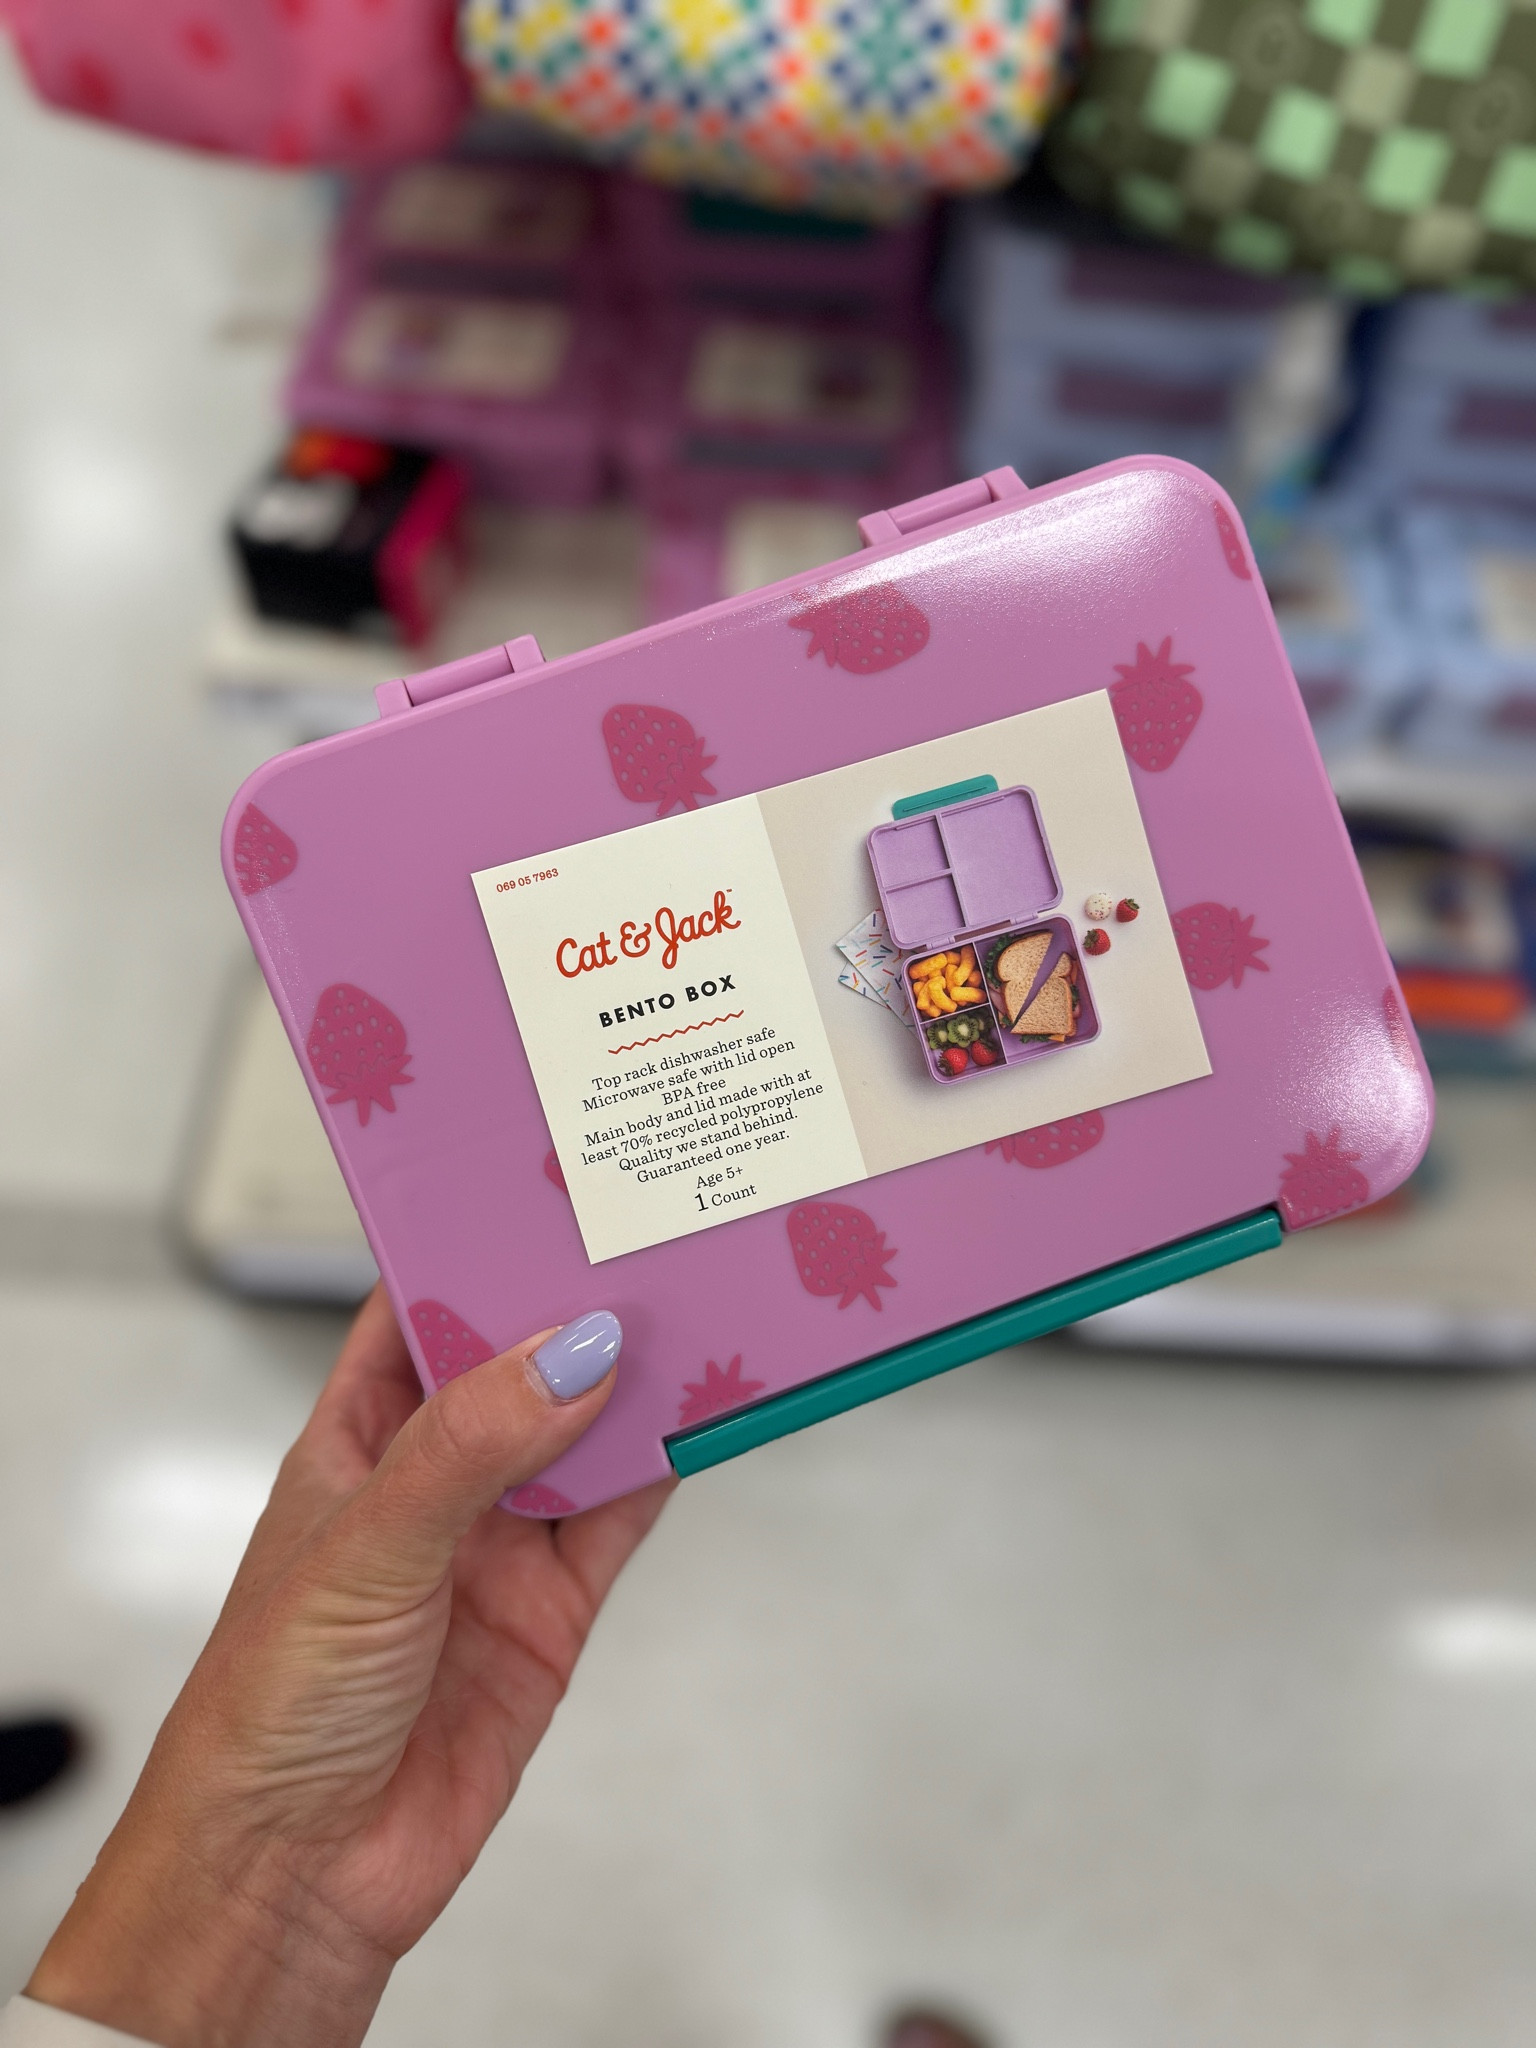 069 05 7963
Cat & Jack™
BENTO BOX
Top rack dishwasher safe
Microwave safe with lid open
BPA free
Main body and lid made with at
least 70% recycled polypropylene
Quality we stand behind.
Guaranteed one year.
Age 5+
1 Count